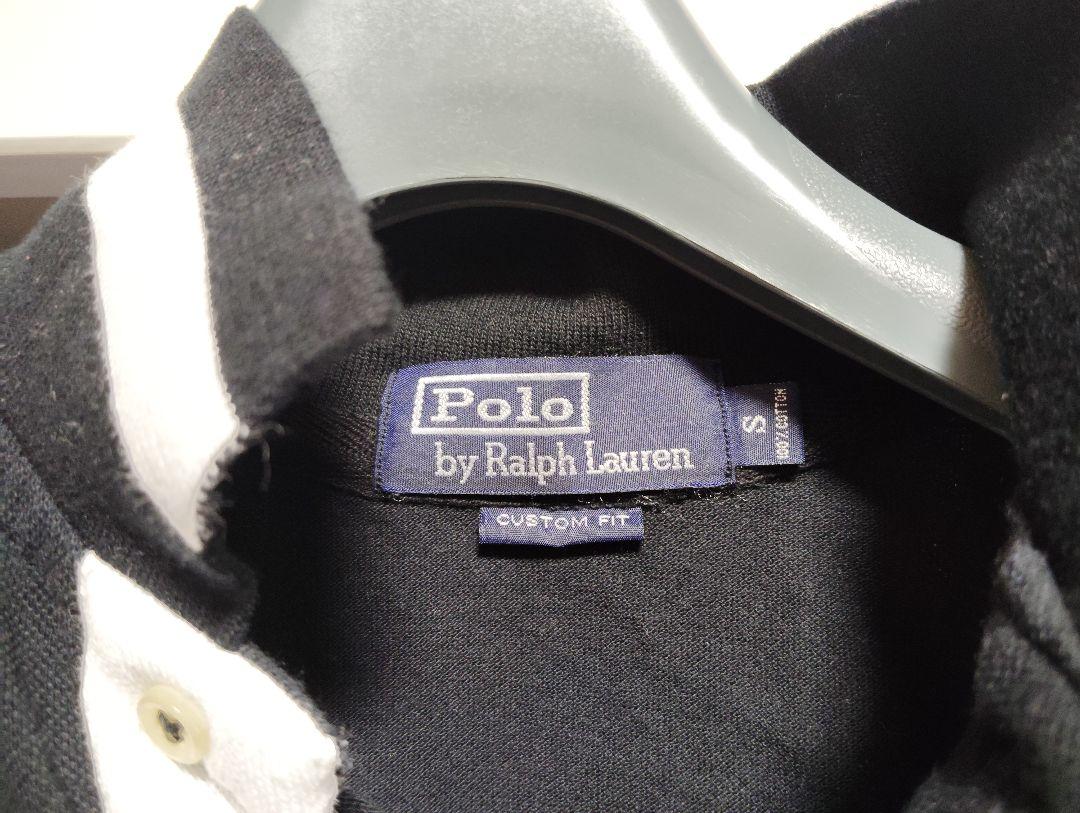 Polo
by Ralph Lauren
S
100% COTTON
CUSTOM FIT